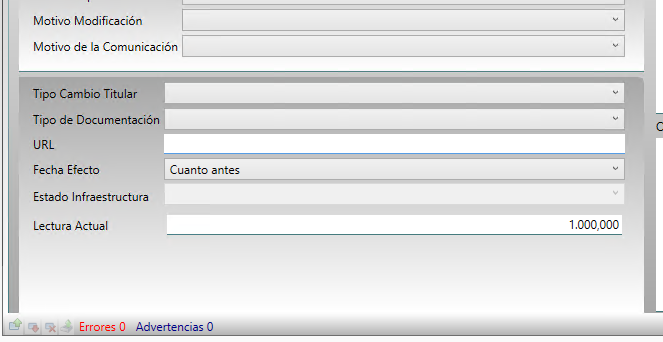 Motivo Modificación
Motivo de la Comunicación
Tipo Cambio Titular
Tipo de Documentación
URL
Fecha Efecto Cuanto antes
Estado Infraestructura
Lectura Actual 1.000,000
Errores 0 Advertencias 0